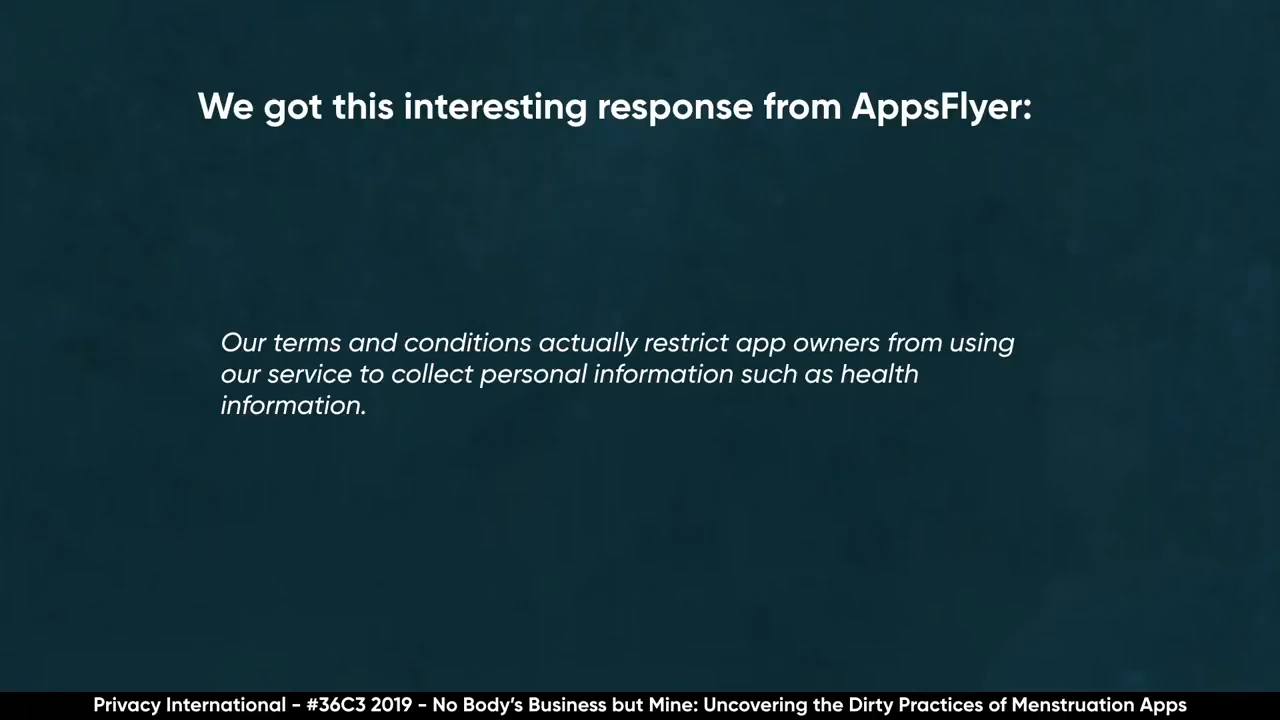 We got this interesting response from AppsFlyer:
Our terms and conditions actually restrict app owners from using
our service to collect personal information such as health
information.
Privacy International - #36C3 2019 - No Body's Business but Mine: Uncovering the Dirty Practices of Menstruation Apps